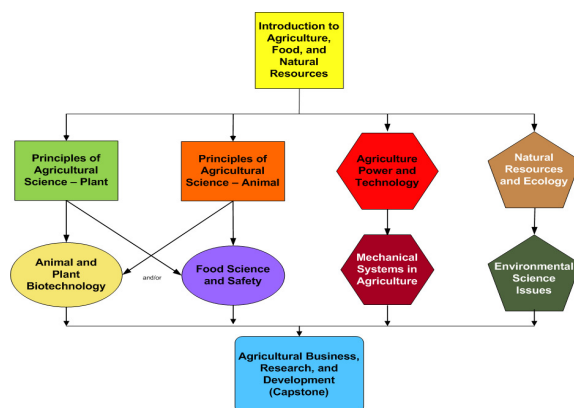 Introduction to
Agriculture,
Food, and
Natural
Resources
Principles of
Agricultural
Science – Plant
Principles of
Agricultural
Science – Animal
Agriculture
Power and
Technology
Natural
Resources
and Ecology
Animal and
Plant
Biotechnology
and/or
Food Science
and Safety
Mechanical
Systems in
Agriculture
Environmental
Science
Issues
Agricultural Business,
Research, and
Development
(Capstone)